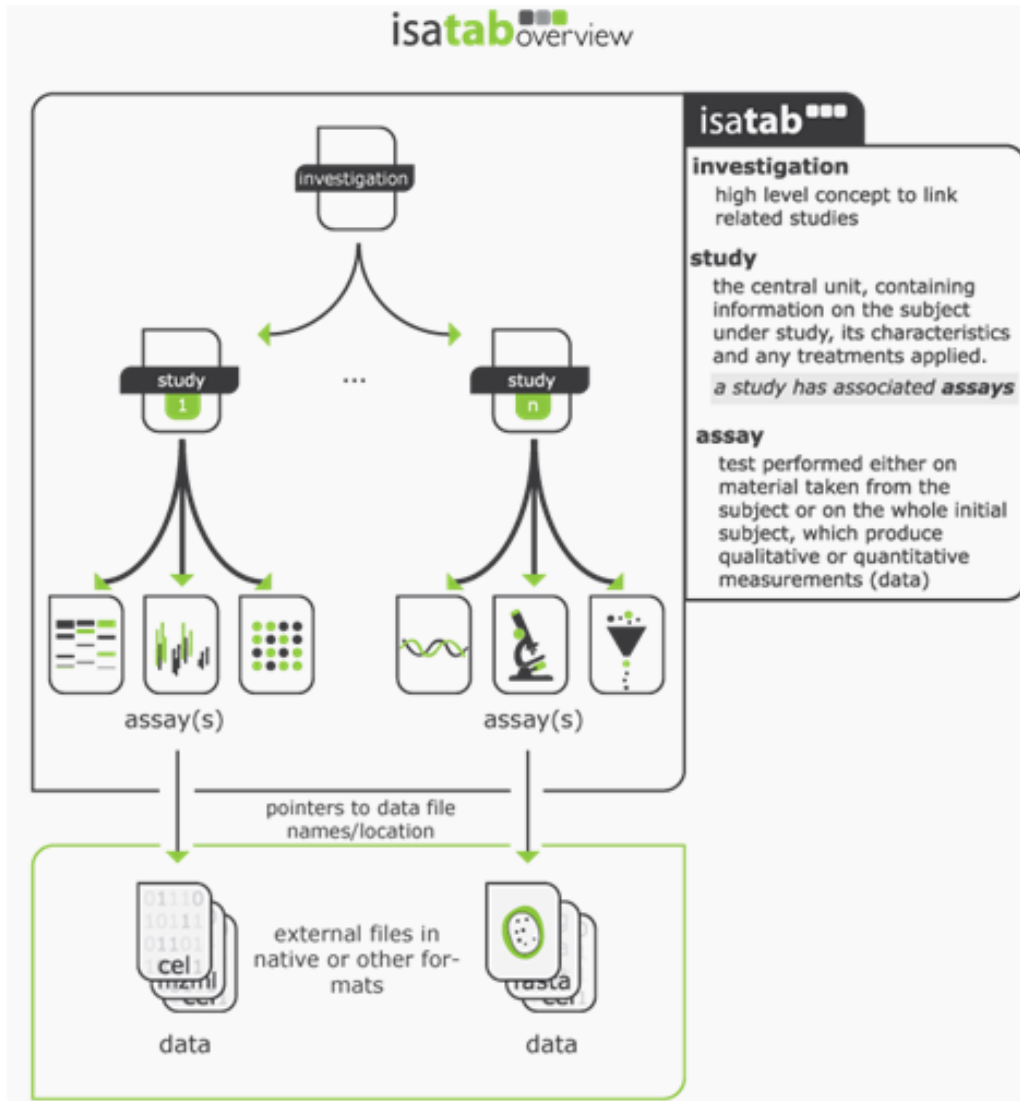 isatab overview
isatab
investigation
high level concept to link
related studies
study
the central unit, containing
information on the subject
under study, its characteristics
and any treatments applied.
a study has associated assays
assay
test performed either on
material taken from the
subject or on the whole initial
subject, which produce
qualitative or quantitative
measurements (data)
investigation
study
1
...
study
n
assay(s)
assay(s)
pointers to data file
names/location
01110
cel
mzml
cel
external files in
native or other for-
mats
fasta
cel
data
data